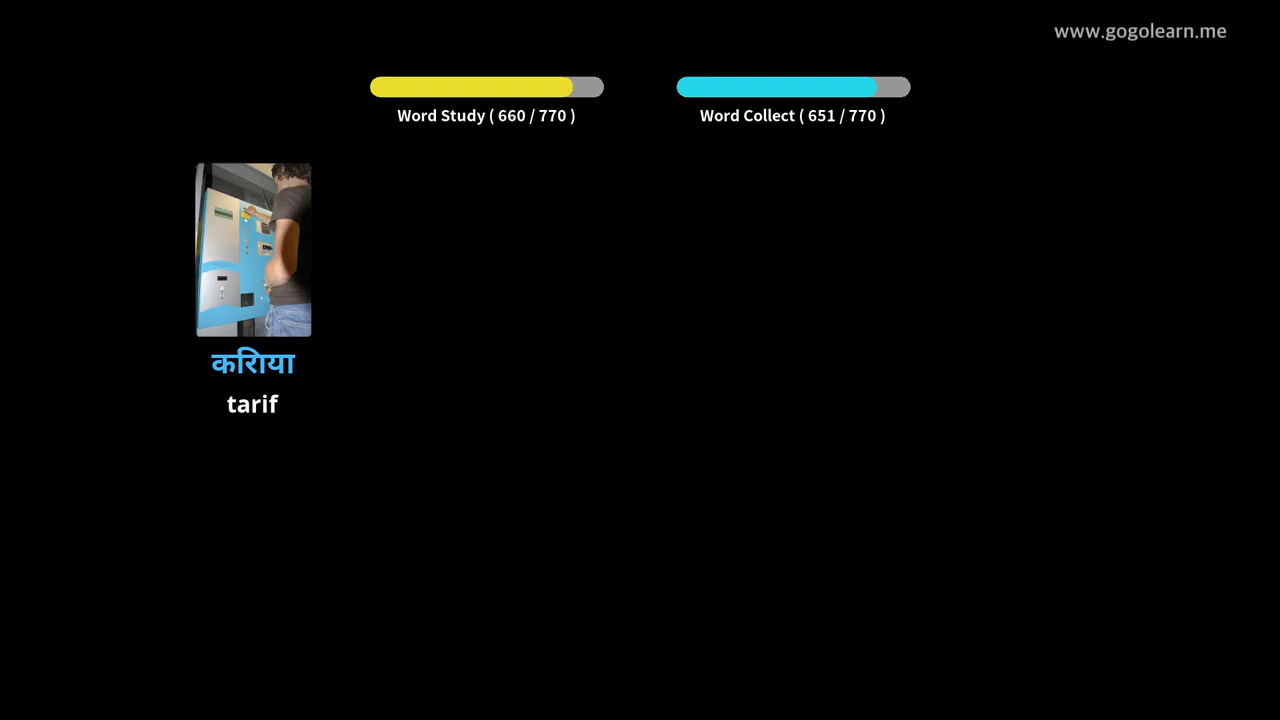 www.gogolearn.me
Word Study ( 660 / 770 )
Word Collect ( 651 / 770 )
करिाया
tarif